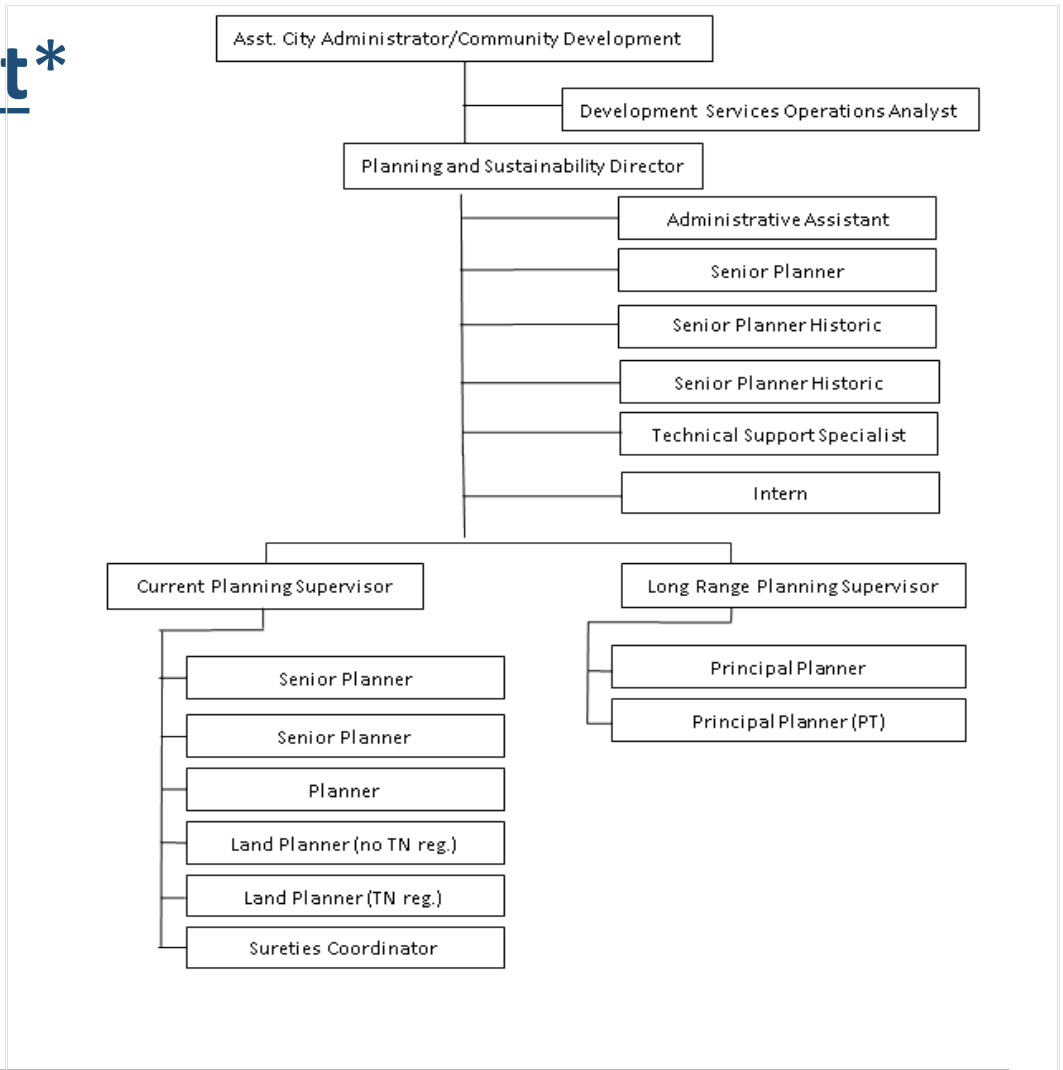 t*
Asst. City Administrator/Community Development
Development Services Operations Analyst
Planning and Sustainability Director
Administrative Assistant
Senior Planner
Senior Planner Historic
Senior Planner Historic
Technical Support Specialist
Intern
Current Planning Supervisor
Long Range Planning Supervisor
Senior Planner
Senior Planner
Planner
Land Planner (no TN reg.)
Land Planner (TN reg.)
Sureties Coordinator
Principal Planner
Principal Planner (PT)